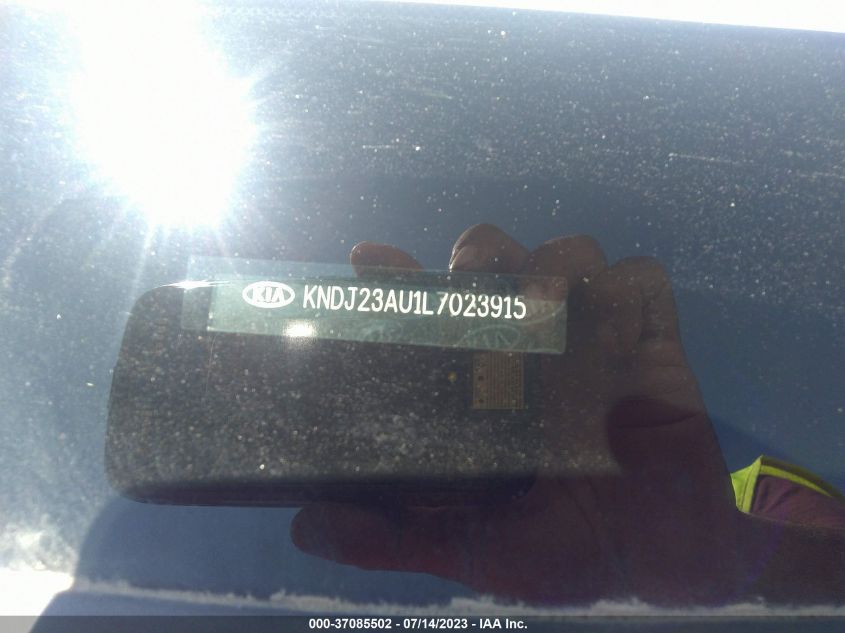 KIA KNDJ23AU1L7023915
000-37085502 - 07/14/2023 - IAA Inc.